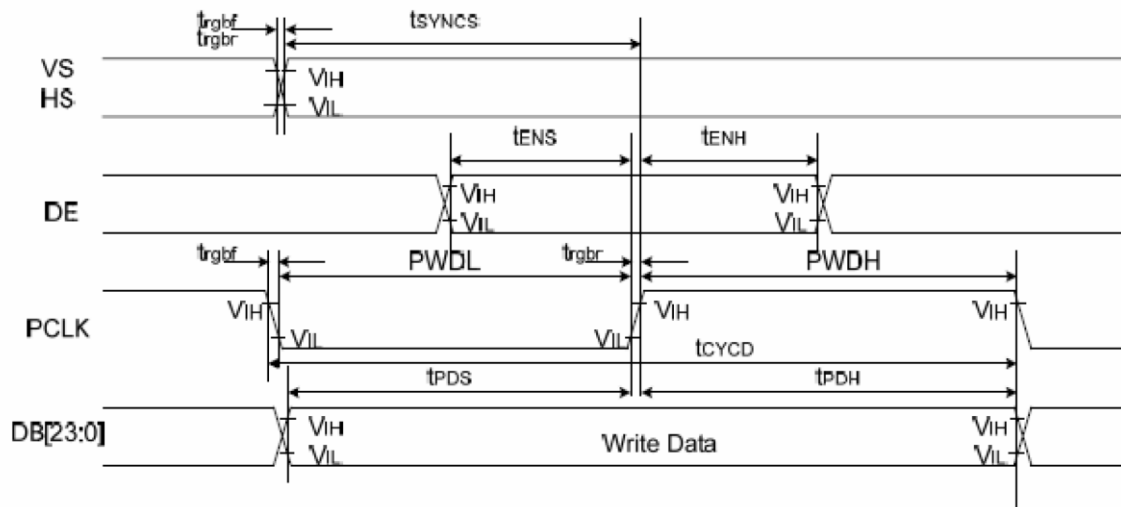 trgbf
trgbr
tSYNCS
VS
HS
VIH
VIL
tENS
tENH
DE
VIH
VIL
VIH
VIL
trgbf
PWDL
trgbr
PWDH
PCLK
VIH
VIL
VIL
VIH
VIH
tCYCD
tPDS
tPDH
DB[23:0]
VIH
VIL
Write Data
VIH
VIL